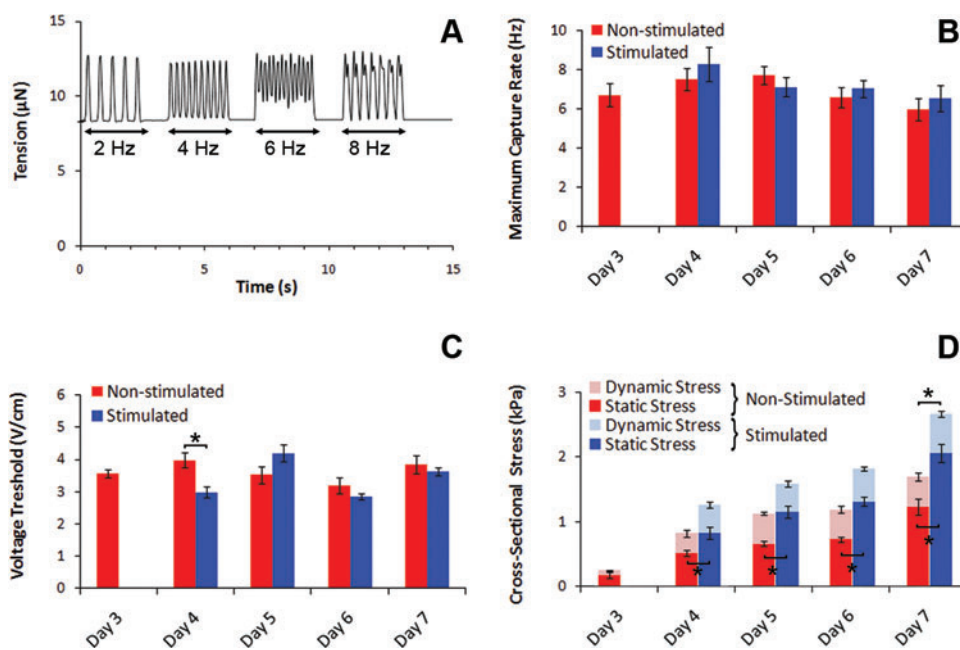 A
Tension (µN)
15
10
5
0
2 Hz
4 Hz
6 Hz
8 Hz
0
5
10
15
Time (s)
B
Maximum Capture Rate (Hz)
10
8
6
4
2
0
Non-stimulated
Stimulated
Day 3
Day 4
Day 5
Day 6
Day 7
C
Voltage Treshold (V/cm)
6
5
4
3
2
1
0
Non-stimulated
Stimulated
*
Day 3
Day 4
Day 5
Day 6
Day 7
D
Cross-Sectional Stress (kPa)
3
2
1
0
Dynamic Stress
Static Stress
Non-Stimulated
Dynamic Stress
Static Stress
Stimulated
*
*
*
*
*
Day 3
Day 4
Day 5
Day 6
Day 7